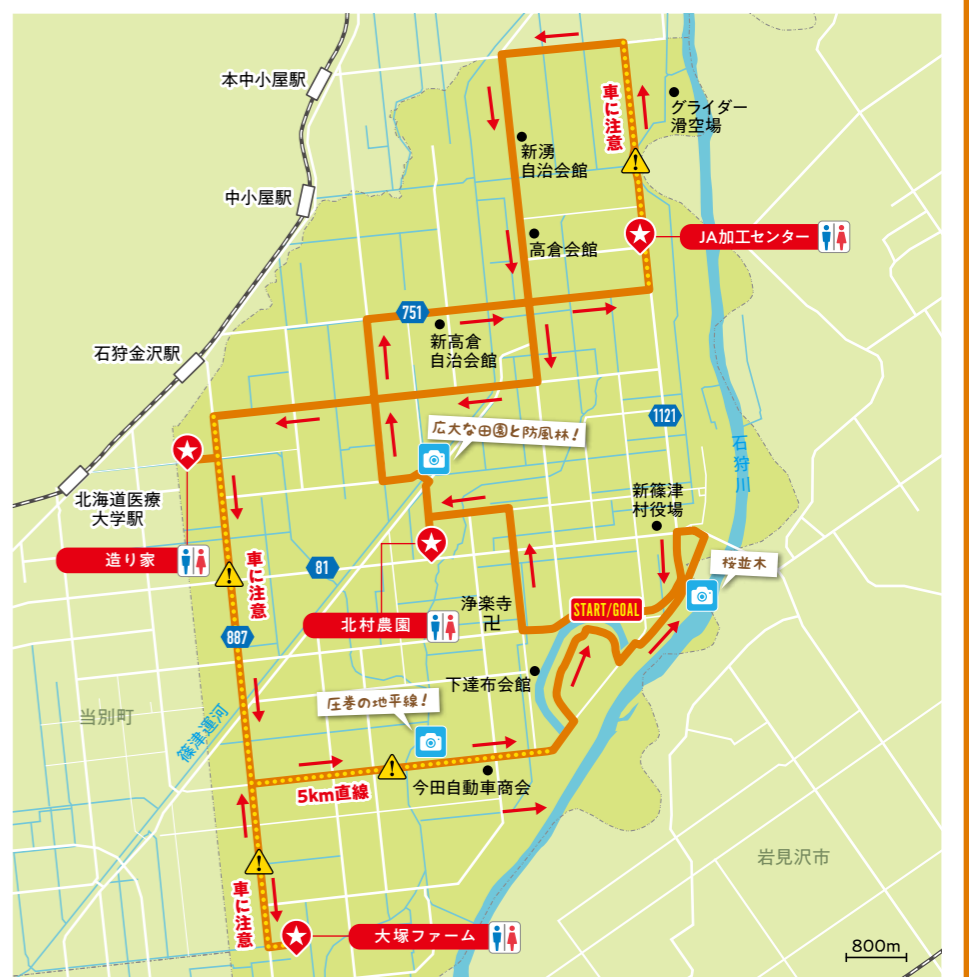 本中小屋駅
車に注意
グライダー
滑空場
新湧
自治会館
中小屋駅
高倉会館
JA加工センター
751
新高倉
自治会館
石狩金沢駅
1121
広大な田園と防風林!
石狩川
北海道医療
大学駅
新篠津
村役場
造り家
車に注意
81
桜並木
浄楽寺
卍
START/GOAL
北村農園
887
下達布会館
圧巻の地平線!
当別町
篠津運河
5km直線
今田自動車商会
岩見沢市
車に注意
大塚ファーム
800m